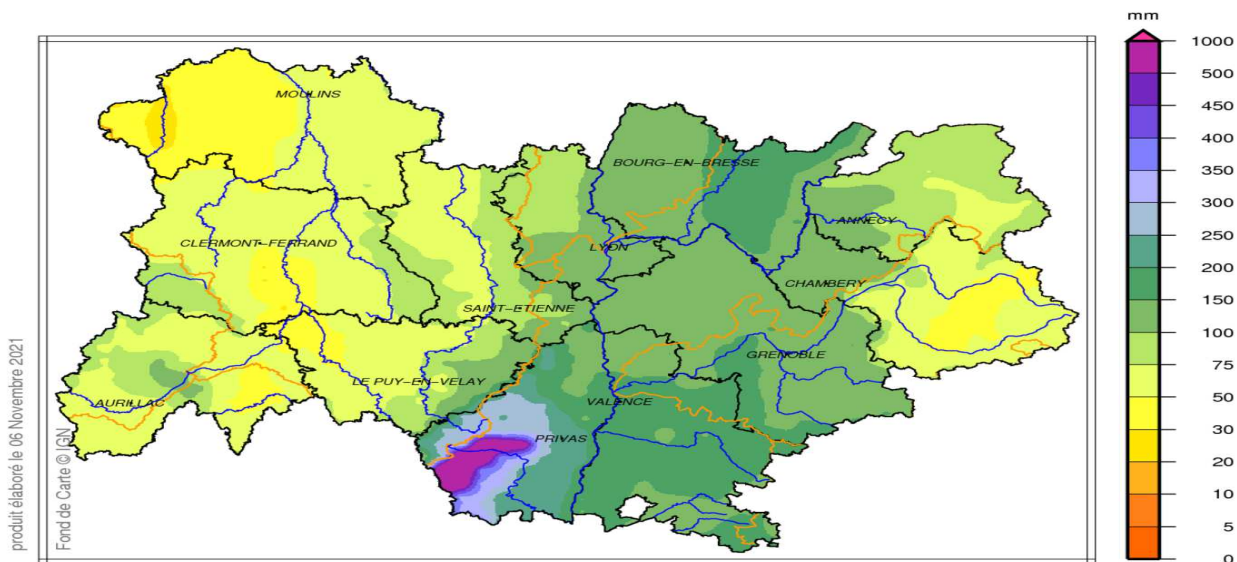 mm
1000
500
450
400
350
300
250
200
150
100
75
50
30
20
10
5
0
MOULINS
BOURG-EN-BRESSE
CLERMONT-FERRAND
ANNECY
LYON
CHAMBERY
SAINT-ETIENNE
GRENOBLE
LE PUY-EN-VELAY
AURILLAC
VALENCE
PRIVAS
produit élaboré le 06 Novembre 2021
Fond de Carte © IGN